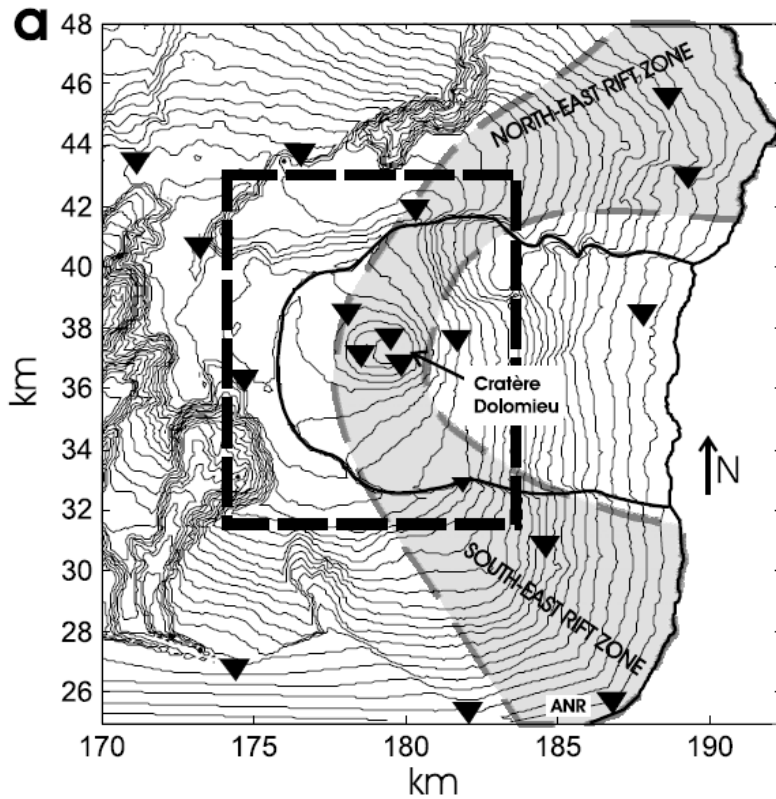 a
48
46
44
42
40
38
36
34
32
30
28
26
km
NORTH-EAST RIFT ZONE
Cratère
Dolomieu
N
SOUTH-EAST RIFT ZONE
ANR
170
175
180
185
190
km